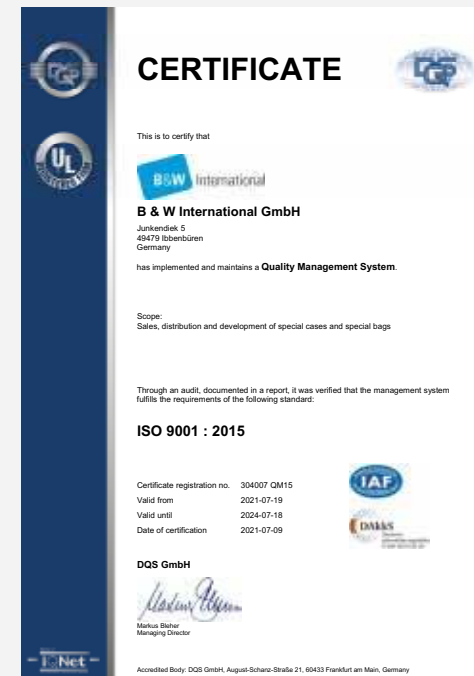 CERTIFICATE
DQS
UL
This is to certify that
B&W International
B & W International GmbH
Junkendiek 5
49479 Ibbenbüren
Germany
has implemented and maintains a Quality Management System.
Scope:
Sales, distribution and development of special cases and special bags
Through an audit, documented in a report, it was verified that the management system
fulfills the requirements of the following standard:
ISO 9001 : 2015
Certificate registration no. 304007 QM15
Valid from 2021-07-19
Valid until 2024-07-18
Date of certification 2021-07-09
IAF
DAkkS
DQS GmbH
Markus Bleher
Managing Director
IQNet
Accredited Body: DQS GmbH, August-Schanz-Straße 21, 60433 Frankfurt am Main, Germany